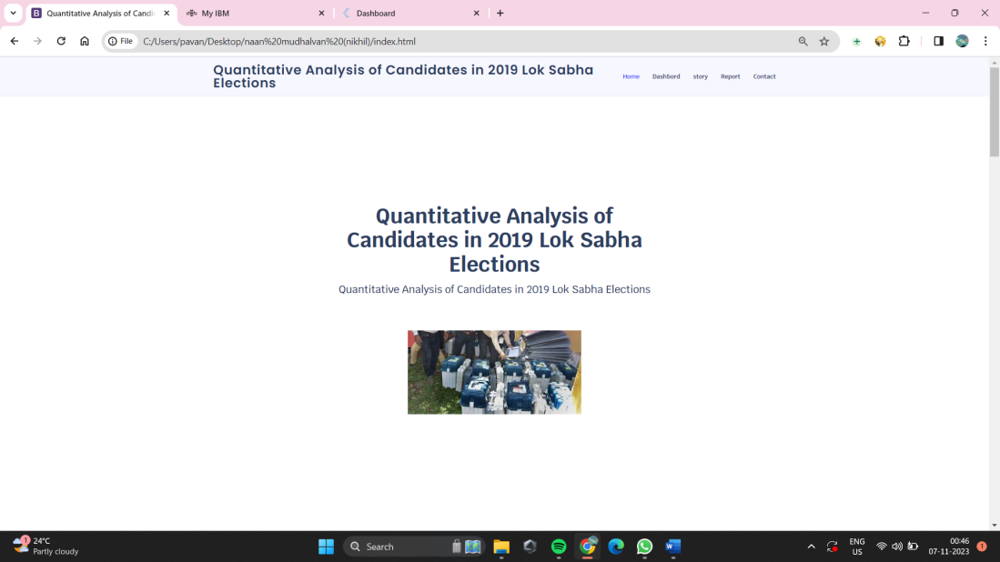 Quantitative Analysis of Candi
My IBM
Dashboard
File
C:/Users/pavan/Desktop/naan%20mudhalvan%20(nikhil)/index.html
Quantitative Analysis of Candidates in 2019 Lok Sabha
Elections
Home
Dashbord
story
Report
Contact
Quantitative Analysis of
Candidates in 2019 Lok Sabha
Elections
Quantitative Analysis of Candidates in 2019 Lok Sabha Elections
1
24°C
Partly cloudy
Search
ENG
US
00:46
07-11-2023
1